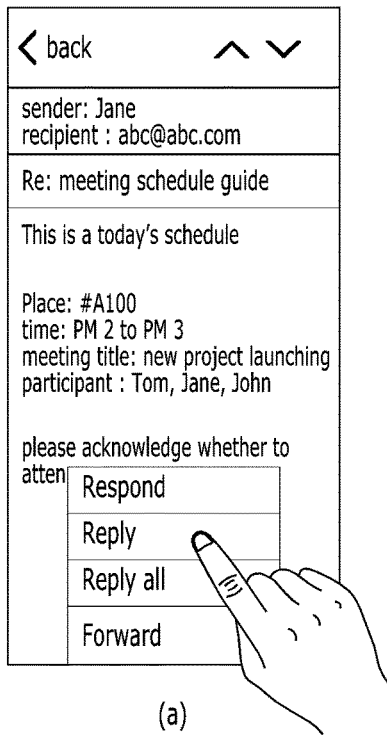 back
sender: Jane
recipient : abc@abc.com
Re: meeting schedule guide
This is a today's schedule
Place: #A100
time: PM 2 to PM 3
meeting title: new project launching
participant : Tom, Jane, John
please acknowledge whether to
atten
Respond
Reply
Reply all
Forward
(a)